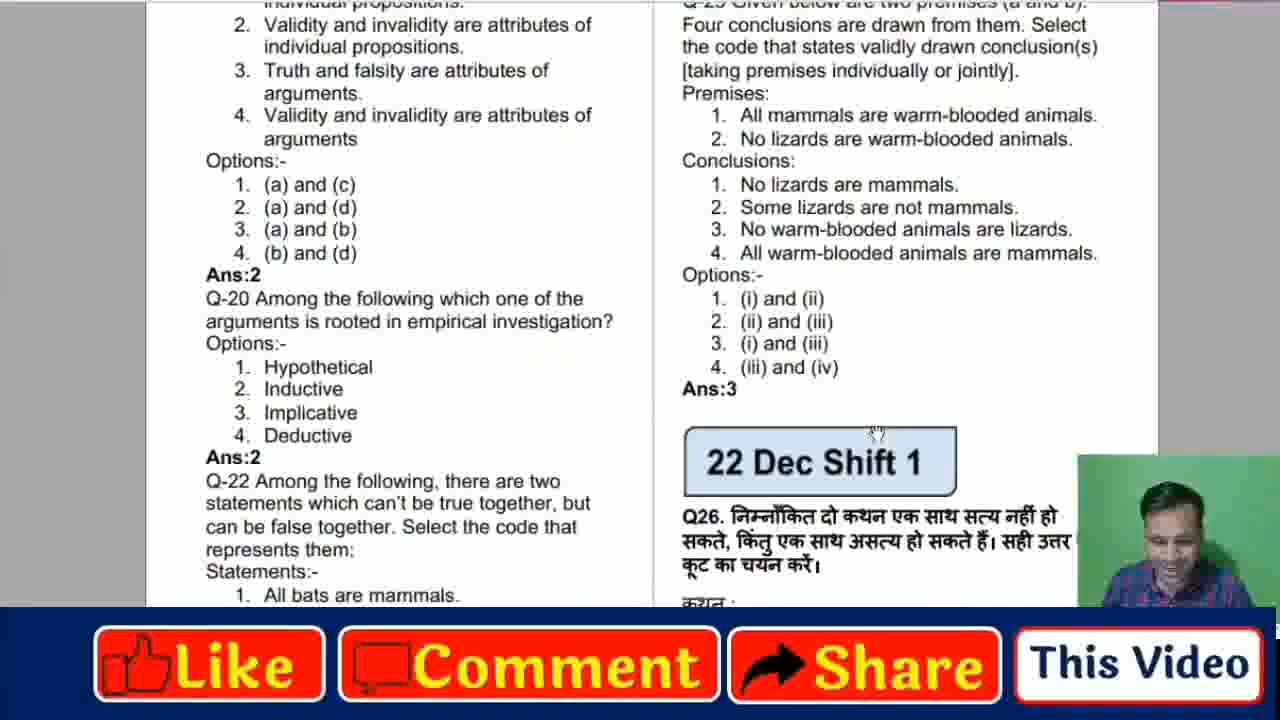 individual propositions.
2. Validity and invalidity are attributes of
individual propositions.
3. Truth and falsity are attributes of
arguments.
4. Validity and invalidity are attributes of
arguments
Options:-
1. (a) and (c)
2. (a) and (d)
3. (a) and (b)
4. (b) and (d)
Ans:2
Q-20 Among the following which one of the
arguments is rooted in empirical investigation?
Options:-
1. Hypothetical
2. Inductive
3. Implicative
4. Deductive
Ans:2
Q-22 Among the following, there are two
statements which can't be true together, but
can be false together. Select the code that
represents them:
Statements:-
1. All bats are mammals.
Q-25 Given below are two premises (a and b).
Four conclusions are drawn from them. Select
the code that states validly drawn conclusion(s)
[taking premises individually or jointly].
Premises:
1. All mammals are warm-blooded animals.
2. No lizards are warm-blooded animals.
Conclusions:
1. No lizards are mammals.
2. Some lizards are not mammals.
3. No warm-blooded animals are lizards.
4. All warm-blooded animals are mammals.
Options:-
1. (i) and (ii)
2. (ii) and (iii)
3. (i) and (iii)
4. (iii) and (iv)
Ans:3
22 Dec Shift 1
Q26. निम्नाँकित दो कथन एक साथ सत्य नहीं हो
सकते, किंतु एक साथ असत्य हो सकते हैं। सही उत्तर
कूट का चयन करें।
कथन :
Like
Comment
Share
This Video